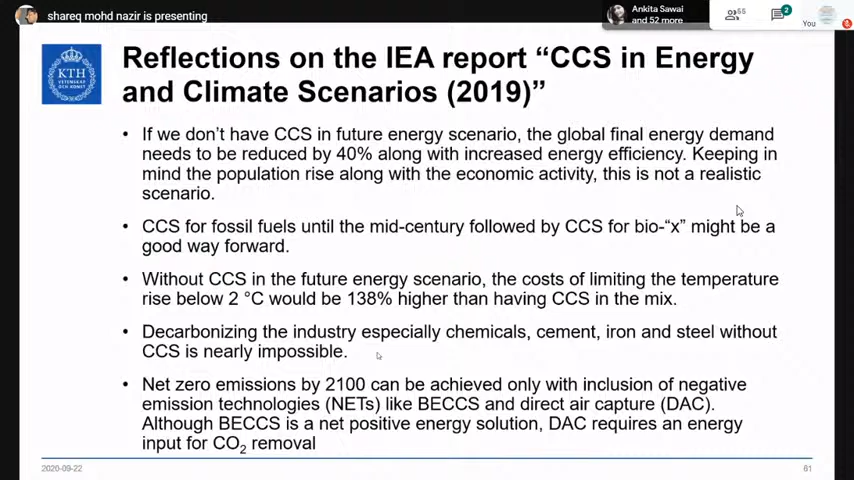 shareq mohd nazir is presenting
Ankita Sawai
and 52 more
55
2
You
KTH
VETENSKAP
OCH KONST
Reflections on the IEA report “CCS in Energy
and Climate Scenarios (2019)”
• If we don’t have CCS in future energy scenario, the global final energy demand
needs to be reduced by 40% along with increased energy efficiency. Keeping in
mind the population rise along with the economic activity, this is not a realistic
scenario.
• CCS for fossil fuels until the mid-century followed by CCS for bio-“x” might be a
good way forward.
• Without CCS in the future energy scenario, the costs of limiting the temperature
rise below 2 °C would be 138% higher than having CCS in the mix.
• Decarbonizing the industry especially chemicals, cement, iron and steel without
CCS is nearly impossible.
• Net zero emissions by 2100 can be achieved only with inclusion of negative
emission technologies (NETs) like BECCS and direct air capture (DAC).
Although BECCS is a net positive energy solution, DAC requires an energy
input for CO₂ removal
2020-09-22
61